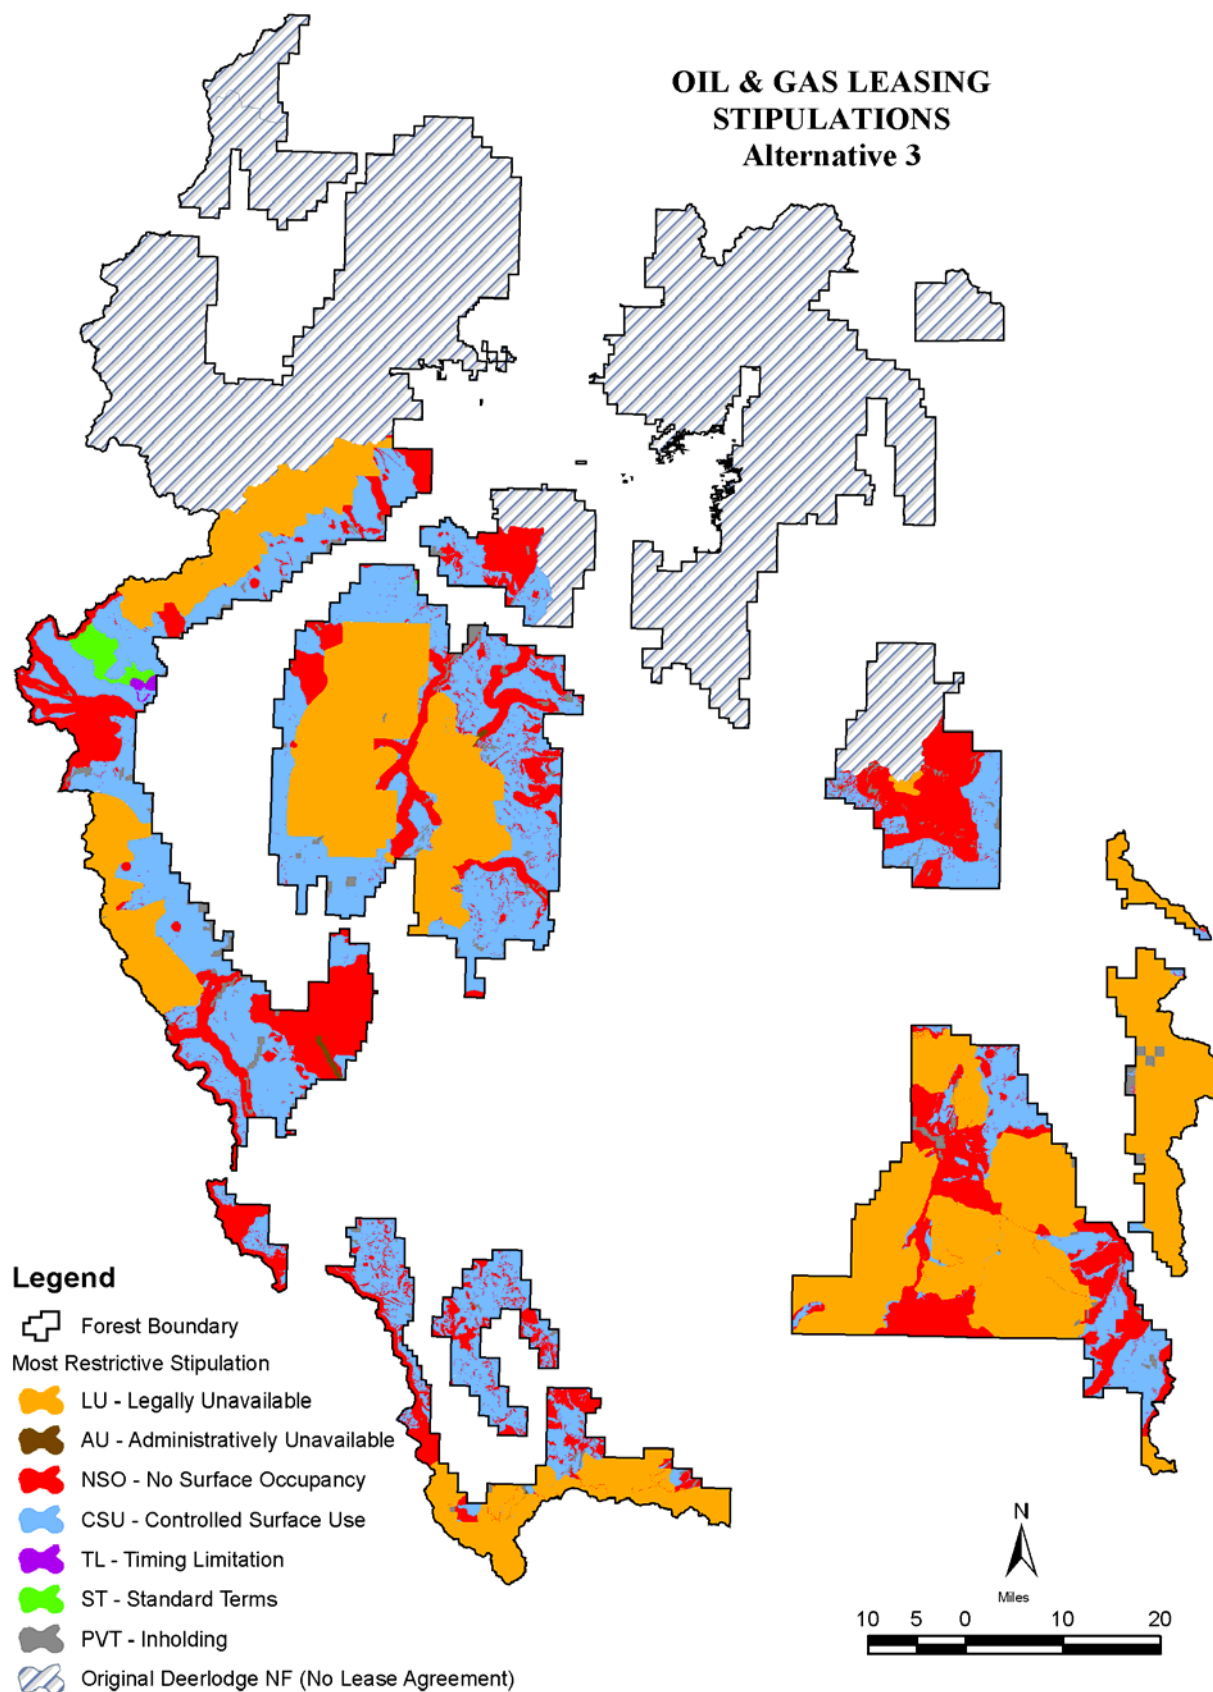 OIL & GAS LEASING
STIPULATIONS
Alternative 3
Legend
Forest Boundary
Most Restrictive Stipulation
LU - Legally Unavailable
AU - Administratively Unavailable
NSO - No Surface Occupancy
CSU - Controlled Surface Use
TL - Timing Limitation
ST - Standard Terms
PVT - Inholding
Original Deerlodge NF (No Lease Agreement)
N
Miles
10 5 0 10 20